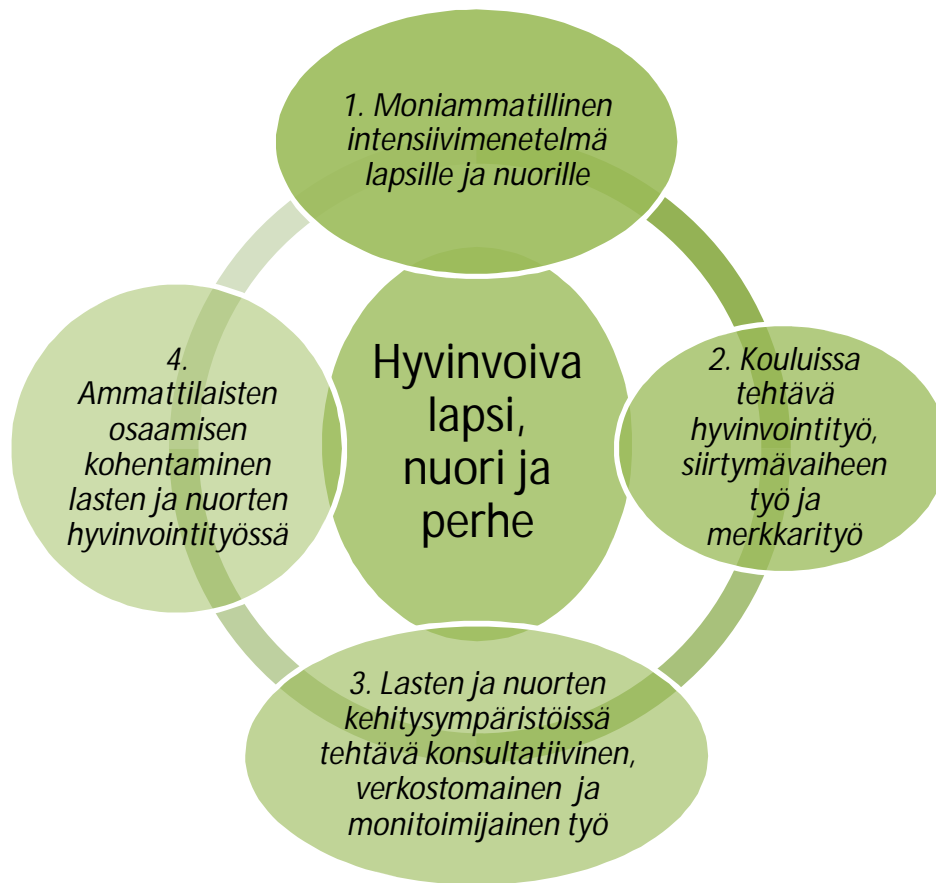 1. Moniammatillinen
intensiivimenetelmä
lapsille ja nuorille
Hyvinvoiva
lapsi,
nuori ja
perhe
2. Kouluissa
tehtävä
hyvinvointityö,
siirtymävaiheen
työ ja
merkkarityö
3. Lasten ja nuorten
kehitysympäristöissä
tehtävä konsultatiivinen,
verkostomainen ja
monitoimijainen työ
4.
Ammattilaisten
osaamisen
kohentaminen
lasten ja nuorten
hyvinvointityössä